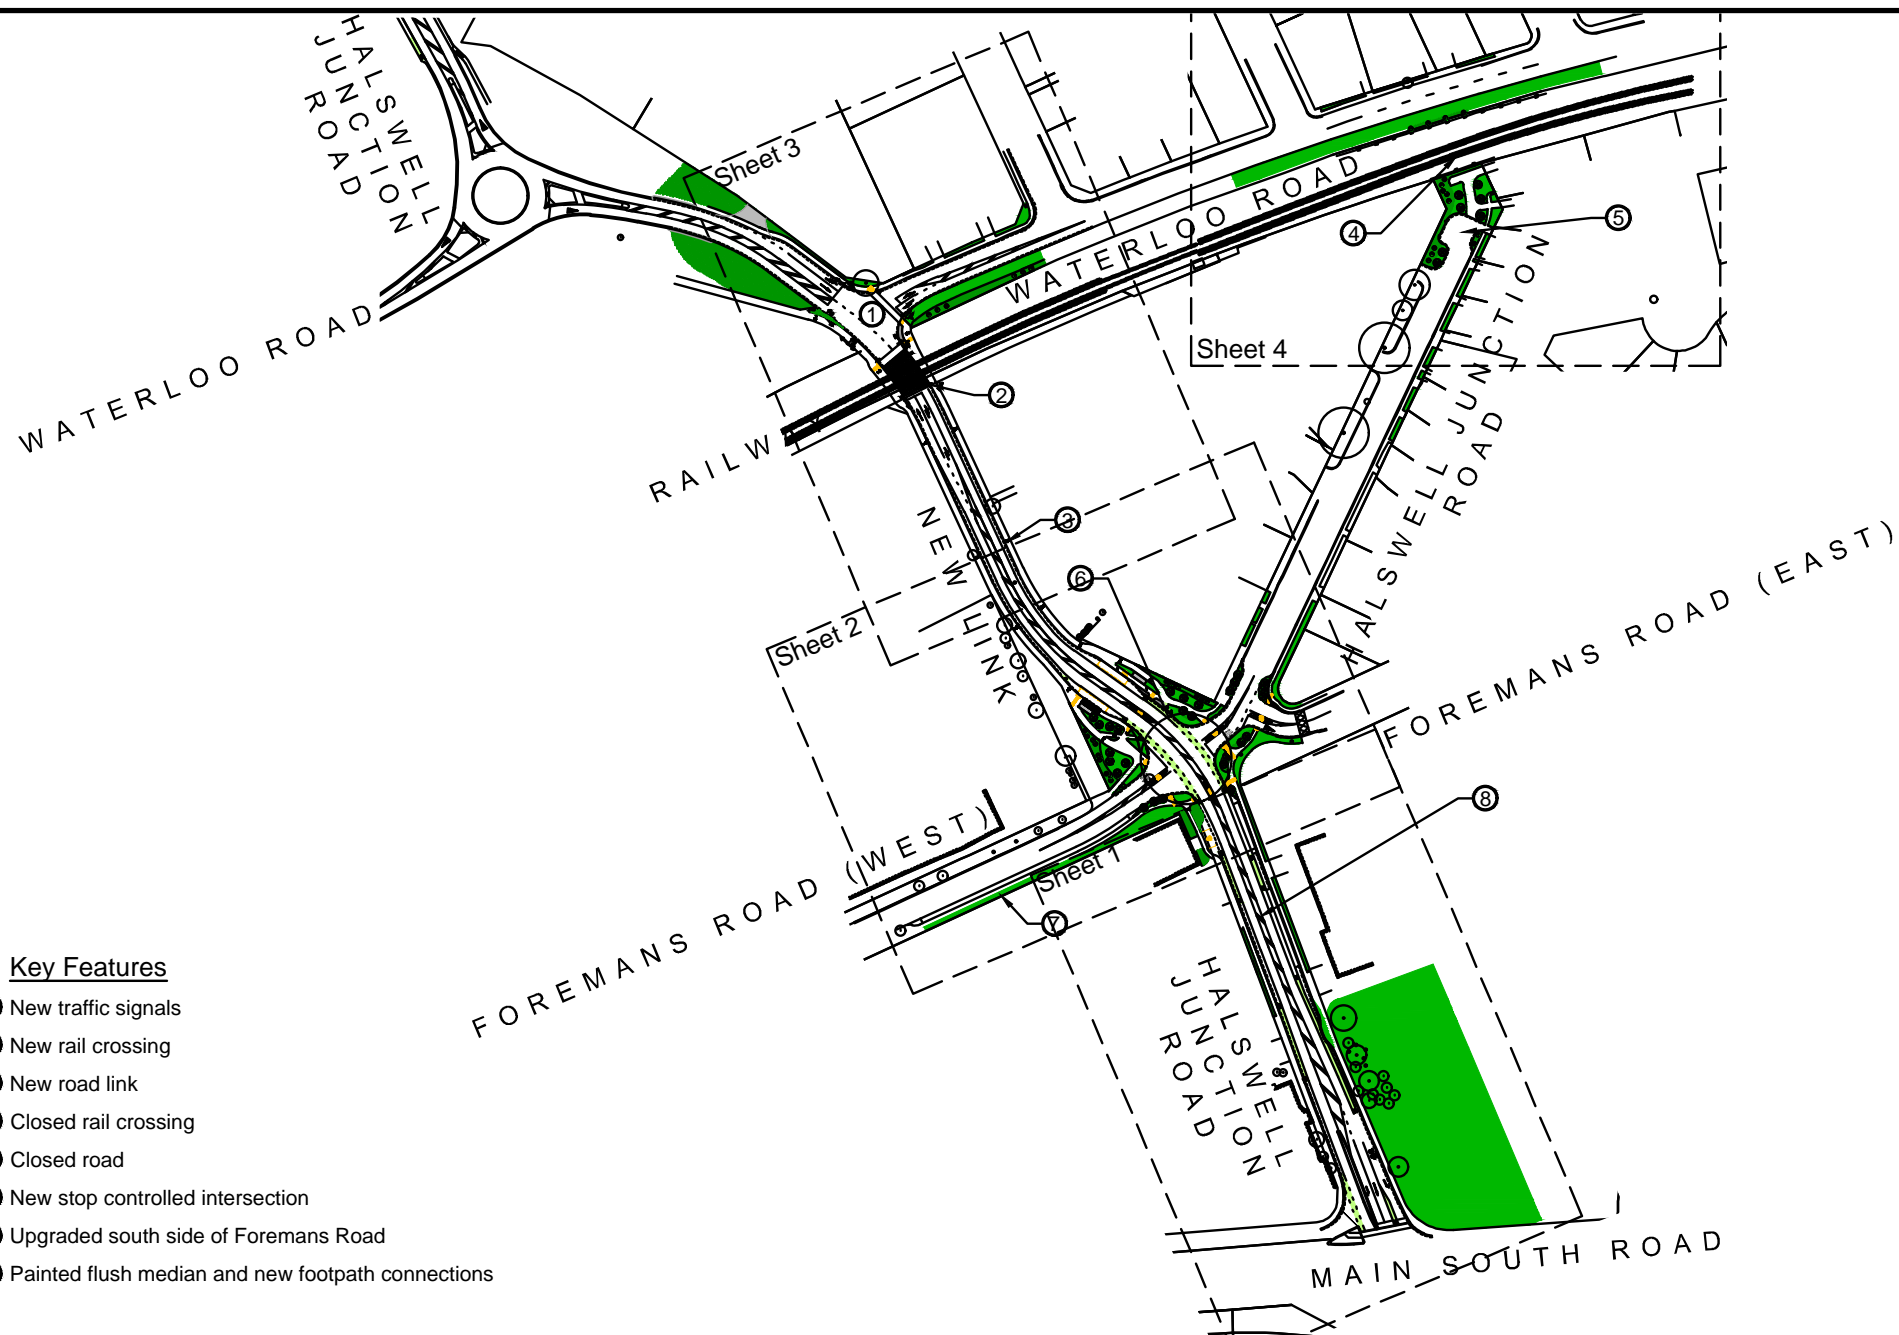 HALSWELL
JUNCTION
ROAD
Sheet 3
WATERLOO ROAD
4
5
1
WATERLOO ROAD
Sheet 4
2
RAILW
HALSWELL JUNCTION
ROAD
3
NEW LINK
6
FOREMANS ROAD (EAST)
Sheet 2
8
FOREMANS ROAD (WEST)
Sheet 1
7
HALSWELL
JUNCTION
ROAD
MAIN SOUTH ROAD
Key Features
New traffic signals
New rail crossing
New road link
Closed rail crossing
Closed road
New stop controlled intersection
Upgraded south side of Foremans Road
Painted flush median and new footpath connections